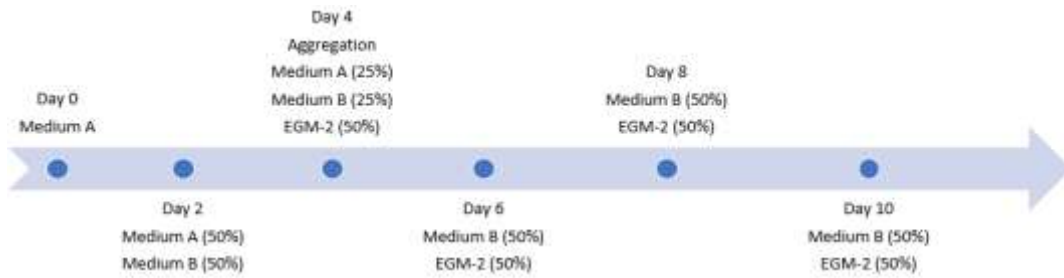 Day 0
Medium A
Day 2
Medium A (50%)
Medium B (50%)
Day 4
Aggregation
Medium A (25%)
Medium B (25%)
EGM-2 (50%)
Day 6
Medium B (50%)
EGM-2 (50%)
Day 8
Medium B (50%)
EGM-2 (50%)
Day 10
Medium B (50%)
EGM-2 (50%)